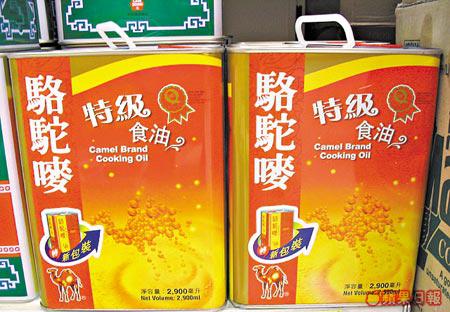 駱駝嘜
特級
食油
Camel Brand
Cooking Oil
新包裝
淨容量：2,900毫升
Net Volume: 2,900ml
駱駝嘜
特級
食油
Camel Brand
Cooking Oil
新包裝
淨容量：2,900毫升
Net Volume: 2,900ml
蘋果日報